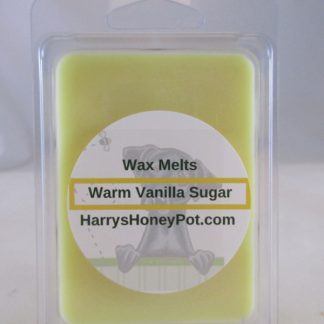 Wax Melts
Warm Vanilla Sugar
HarrysHoneyPot.com